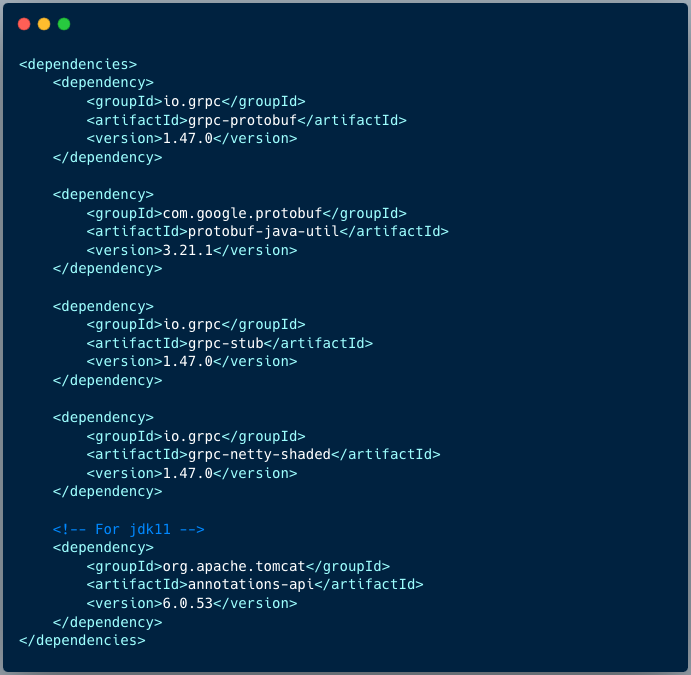 <dependencies>
    <dependency>
        <groupId>io.grpc</groupId>
        <artifactId>grpc-protobuf</artifactId>
        <version>1.47.0</version>
    </dependency>

    <dependency>
        <groupId>com.google.protobuf</groupId>
        <artifactId>protobuf-java-util</artifactId>
        <version>3.21.1</version>
    </dependency>

    <dependency>
        <groupId>io.grpc</groupId>
        <artifactId>grpc-stub</artifactId>
        <version>1.47.0</version>
    </dependency>

    <dependency>
        <groupId>io.grpc</groupId>
        <artifactId>grpc-netty-shaded</artifactId>
        <version>1.47.0</version>
    </dependency>

    <!-- For jdk11 -->
    <dependency>
        <groupId>org.apache.tomcat</groupId>
        <artifactId>annotations-api</artifactId>
        <version>6.0.53</version>
    </dependency>
</dependencies>